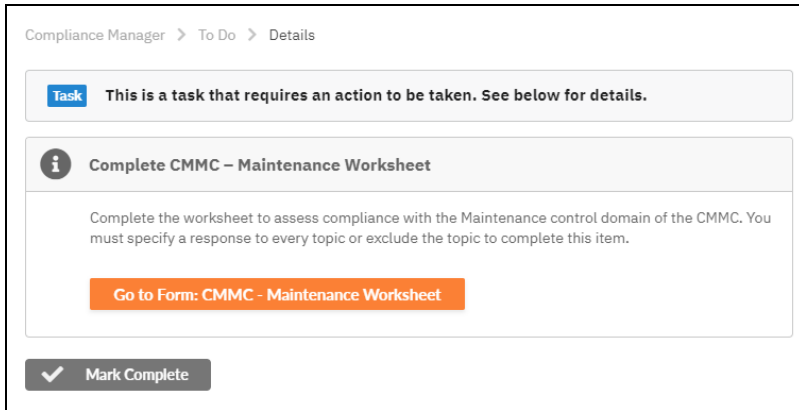 Compliance Manager > To Do > Details
Task This is a task that requires an action to be taken. See below for details.
Complete CMMC – Maintenance Worksheet
Complete the worksheet to assess compliance with the Maintenance control domain of the CMMC. You
must specify a response to every topic or exclude the topic to complete this item.
Go to Form: CMMC - Maintenance Worksheet
Mark Complete